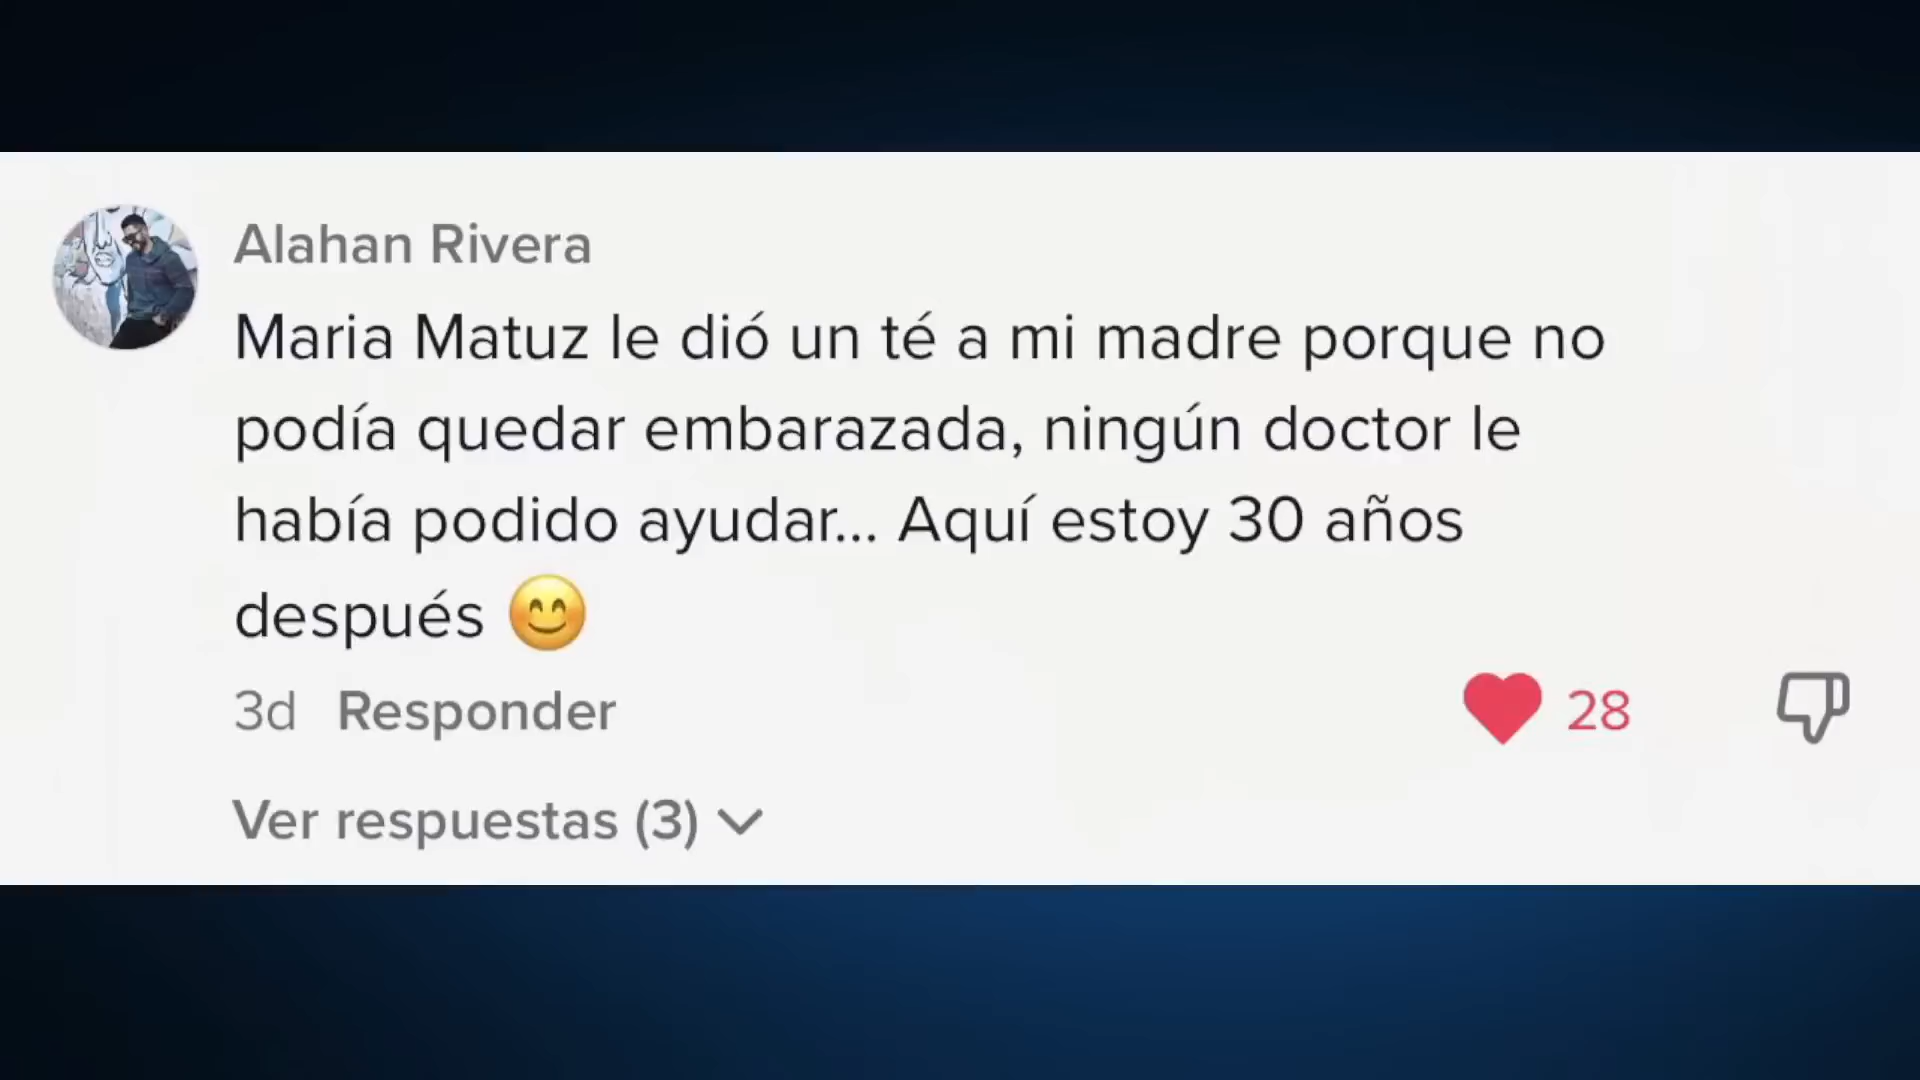 Alahan Rivera
Maria Matuz le dió un té a mi madre porque no
podía quedar embarazada, ningún doctor le
había podido ayudar... Aquí estoy 30 años
después 😊
3d Responder 28
Ver respuestas (3)